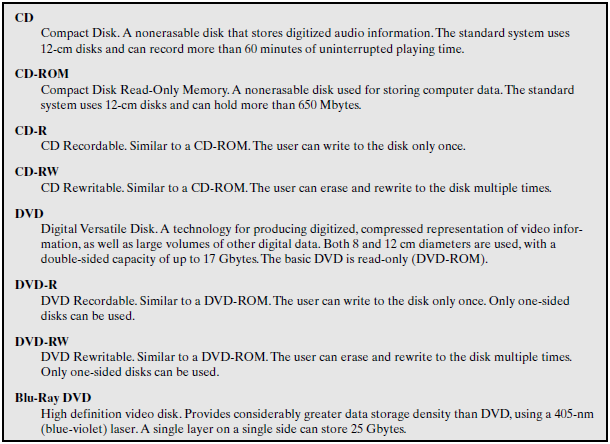 CD
Compact Disk. A nonerasable disk that stores digitized audio information. The standard system uses
12-cm disks and can record more than 60 minutes of uninterrupted playing time.
CD-ROM
Compact Disk Read-Only Memory. A nonerasable disk used for storing computer data. The standard
system uses 12-cm disks and can hold more than 650 Mbytes.
CD-R
CD Recordable. Similar to a CD-ROM. The user can write to the disk only once.
CD-RW
CD Rewritable. Similar to a CD-ROM. The user can erase and rewrite to the disk multiple times.
DVD
Digital Versatile Disk. A technology for producing digitized, compressed representation of video infor-
mation, as well as large volumes of other digital data. Both 8 and 12 cm diameters are used, with a
double-sided capacity of up to 17 Gbytes. The basic DVD is read-only (DVD-ROM).
DVD-R
DVD Recordable. Similar to a DVD-ROM. The user can write to the disk only once. Only one-sided
disks can be used.
DVD-RW
DVD Rewritable. Similar to a DVD-ROM. The user can erase and rewrite to the disk multiple times.
Only one-sided disks can be used.
Blu-Ray DVD
High definition video disk. Provides considerably greater data storage density than DVD, using a 405-nm
(blue-violet) laser. A single layer on a single side can store 25 Gbytes.